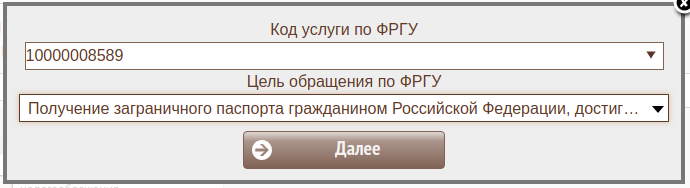 Код услуги по ФРГУ
10000008589
Цель обращения по ФРГУ
Получение заграничного паспорта гражданином Российской Федерации, достиг...
Далее